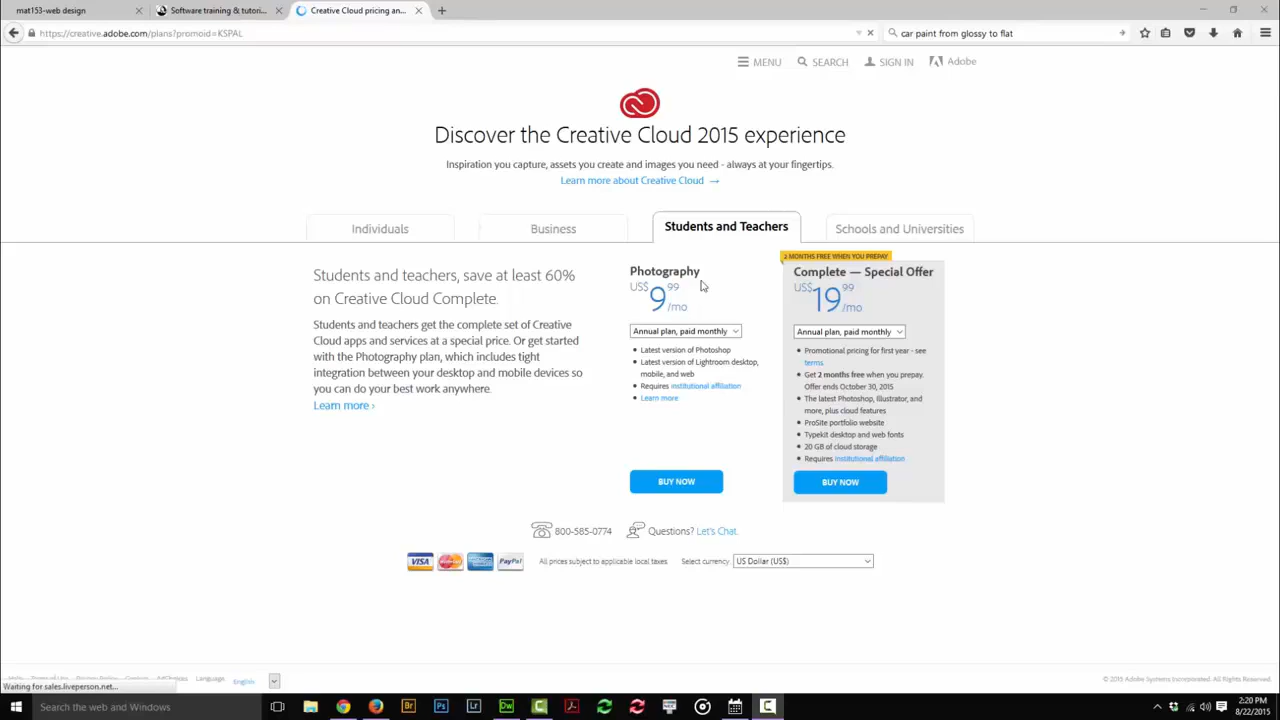 mat153-web design
Software training & tutori...
Creative Cloud pricing an...
https://creative.adobe.com/plans?promoid=KSPAL
car paint from glossy to flat
MENU
SEARCH
SIGN IN
Adobe
Discover the Creative Cloud 2015 experience
Inspiration you capture, assets you create and images you need - always at your fingertips.
Learn more about Creative Cloud →
Individuals
Business
Students and Teachers
Schools and Universities
Students and teachers, save at least 60%
on Creative Cloud Complete.
Students and teachers get the complete set of Creative
Cloud apps and services at a special price. Or get started
with the Photography plan, which includes tight
integration between your desktop and mobile devices so
you can do your best work anywhere.
Learn more ›
Photography
US$ 9 99 /mo
Annual plan, paid monthly
Latest version of Photoshop
Latest version of Lightroom desktop,
mobile, and web
Requires institutional affiliation
Learn more
BUY NOW
2 MONTHS FREE WHEN YOU PREPAY
Complete — Special Offer
US$ 19 99 /mo
Annual plan, paid monthly
Promotional pricing for first year - see
terms.
Get 2 months free when you prepay.
Offer ends October 30, 2015
The latest Photoshop, Illustrator, and
more, plus cloud features
ProSite portfolio website
Typekit desktop and web fonts
20 GB of cloud storage
Requires institutional affiliation
BUY NOW
800-585-0774
Questions? Let's Chat.
VISA
PayPal
All prices subject to applicable local taxes.
Select currency:
US Dollar (US$)
Language:
English
© 2015 Adobe Systems Incorporated. All Rights Reserved.
Waiting for sales.liveperson.net...
Search the web and Windows
Br
Ps
Lr
Dw
2:20 PM
8/22/2015